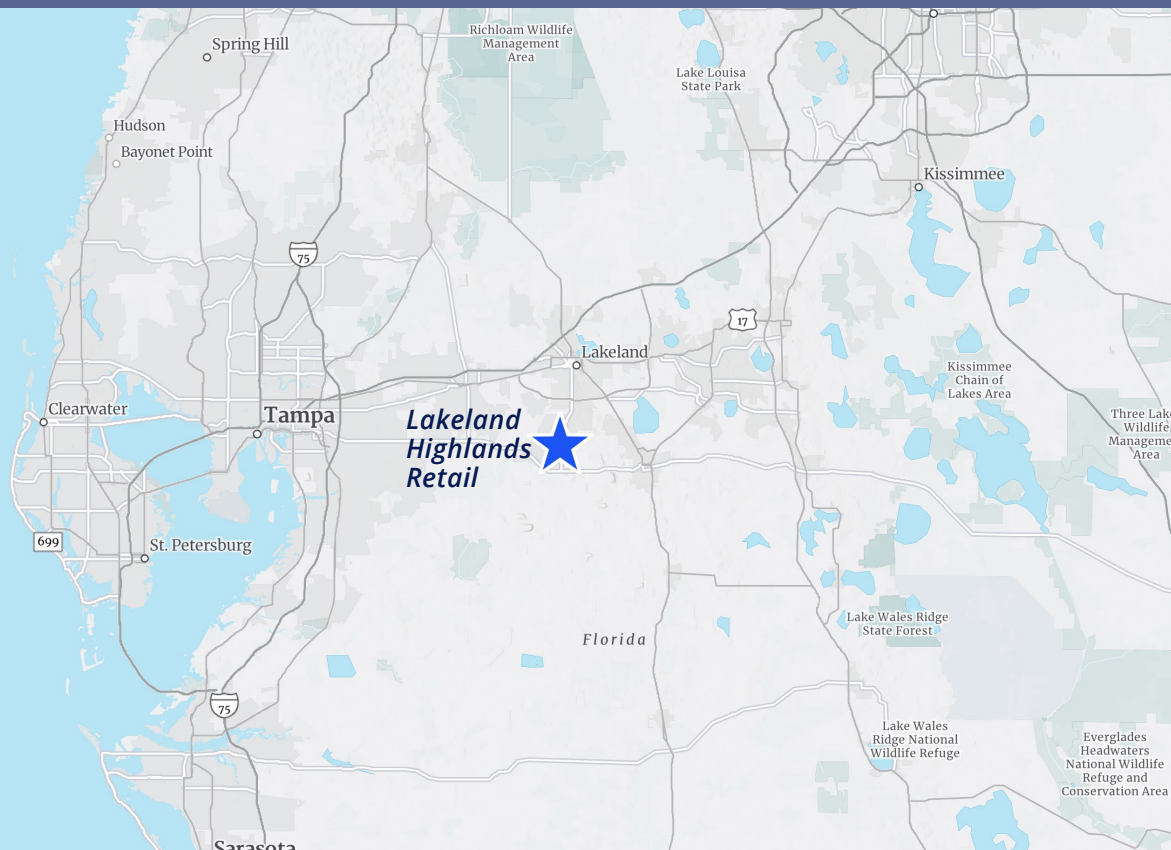 Richloam Wildlife
Management
Area
Spring Hill
Lake Louisa
State Park
Hudson
Bayonet Point
Kissimmee
75
17
Lakeland
Kissimmee
Chain of
Lakes Area
Clearwater
Tampa
Lakeland
Highlands
Retail
Three Lak
Wildlife
Manageme
Area
699
St. Petersburg
Lake Wales Ridge
State Forest
Florida
75
Lake Wales
Ridge National
Wildlife Refuge
Everglades
Headwaters
National Wildlife
Refuge and
Conservation Area
Sarasota